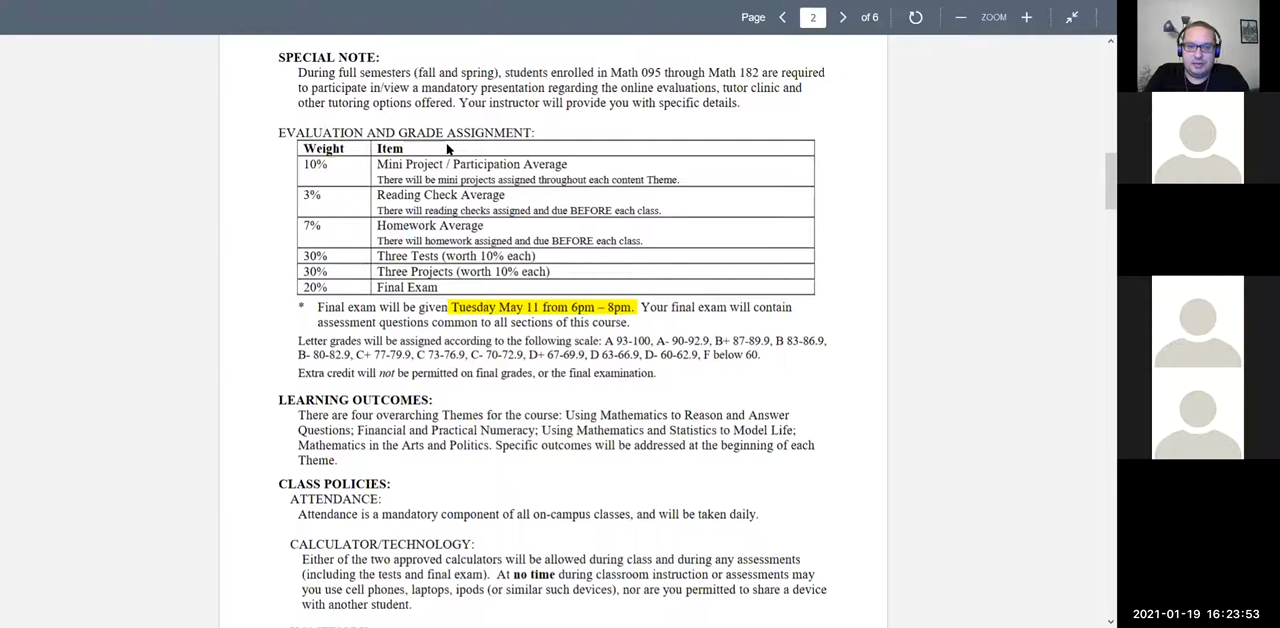 Page 2 of 6 ZOOM
SPECIAL NOTE:
During full semesters (fall and spring), students enrolled in Math 095 through Math 182 are required
to participate in/view a mandatory presentation regarding the online evaluations, tutor clinic and
other tutoring options offered. Your instructor will provide you with specific details.
EVALUATION AND GRADE ASSIGNMENT:
Weight Item
10% Mini Project / Participation Average
There will be mini projects assigned throughout each content Theme.
3% Reading Check Average
There will reading checks assigned and due BEFORE each class.
7% Homework Average
There will homework assigned and due BEFORE each class.
30% Three Tests (worth 10% each)
30% Three Projects (worth 10% each)
20% Final Exam
* Final exam will be given Tuesday May 11 from 6pm – 8pm. Your final exam will contain
assessment questions common to all sections of this course.
Letter grades will be assigned according to the following scale: A 93-100, A- 90-92.9, B+ 87-89.9, B 83-86.9,
B- 80-82.9, C+ 77-79.9, C 73-76.9, C- 70-72.9, D+ 67-69.9, D 63-66.9, D- 60-62.9, F below 60.
Extra credit will not be permitted on final grades, or the final examination.
LEARNING OUTCOMES:
There are four overarching Themes for the course: Using Mathematics to Reason and Answer
Questions; Financial and Practical Numeracy; Using Mathematics and Statistics to Model Life;
Mathematics in the Arts and Politics. Specific outcomes will be addressed at the beginning of each
Theme.
CLASS POLICIES:
ATTENDANCE:
Attendance is a mandatory component of all on-campus classes, and will be taken daily.
CALCULATOR/TECHNOLOGY:
Either of the two approved calculators will be allowed during class and during any assessments
(including the tests and final exam). At no time during classroom instruction or assessments may
you use cell phones, laptops, ipods (or similar such devices), nor are you permitted to share a device
with another student.
2021-01-19 16:23:53